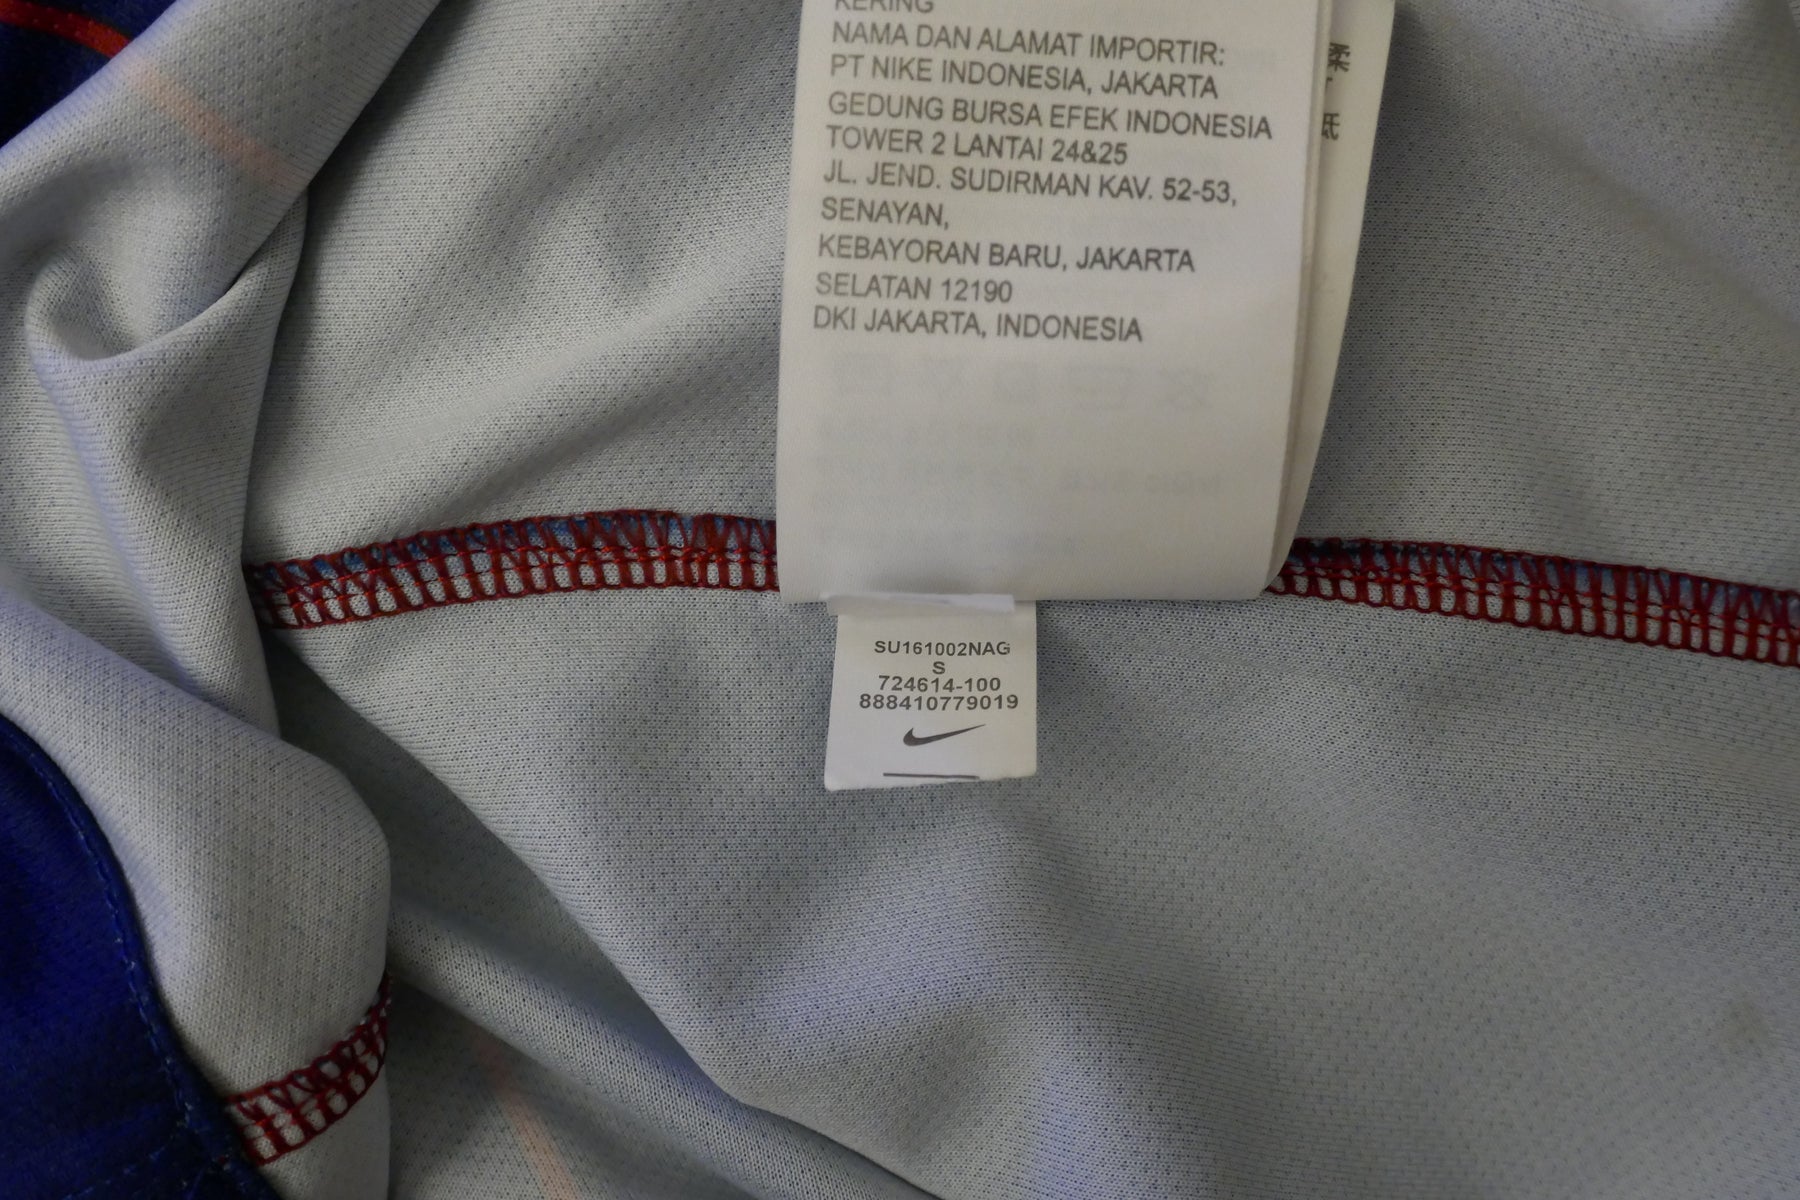 KERING
NAMA DAN ALAMAT IMPORTIR:
PT NIKE INDONESIA, JAKARTA
GEDUNG BURSA EFEK INDONESIA
TOWER 2 LANTAI 24&25
JL. JEND. SUDIRMAN KAV. 52-53,
SENAYAN,
KEBAYORAN BARU, JAKARTA
SELATAN 12190
DKI JAKARTA, INDONESIA
SU161002NAG
S
724614-100
888410779019